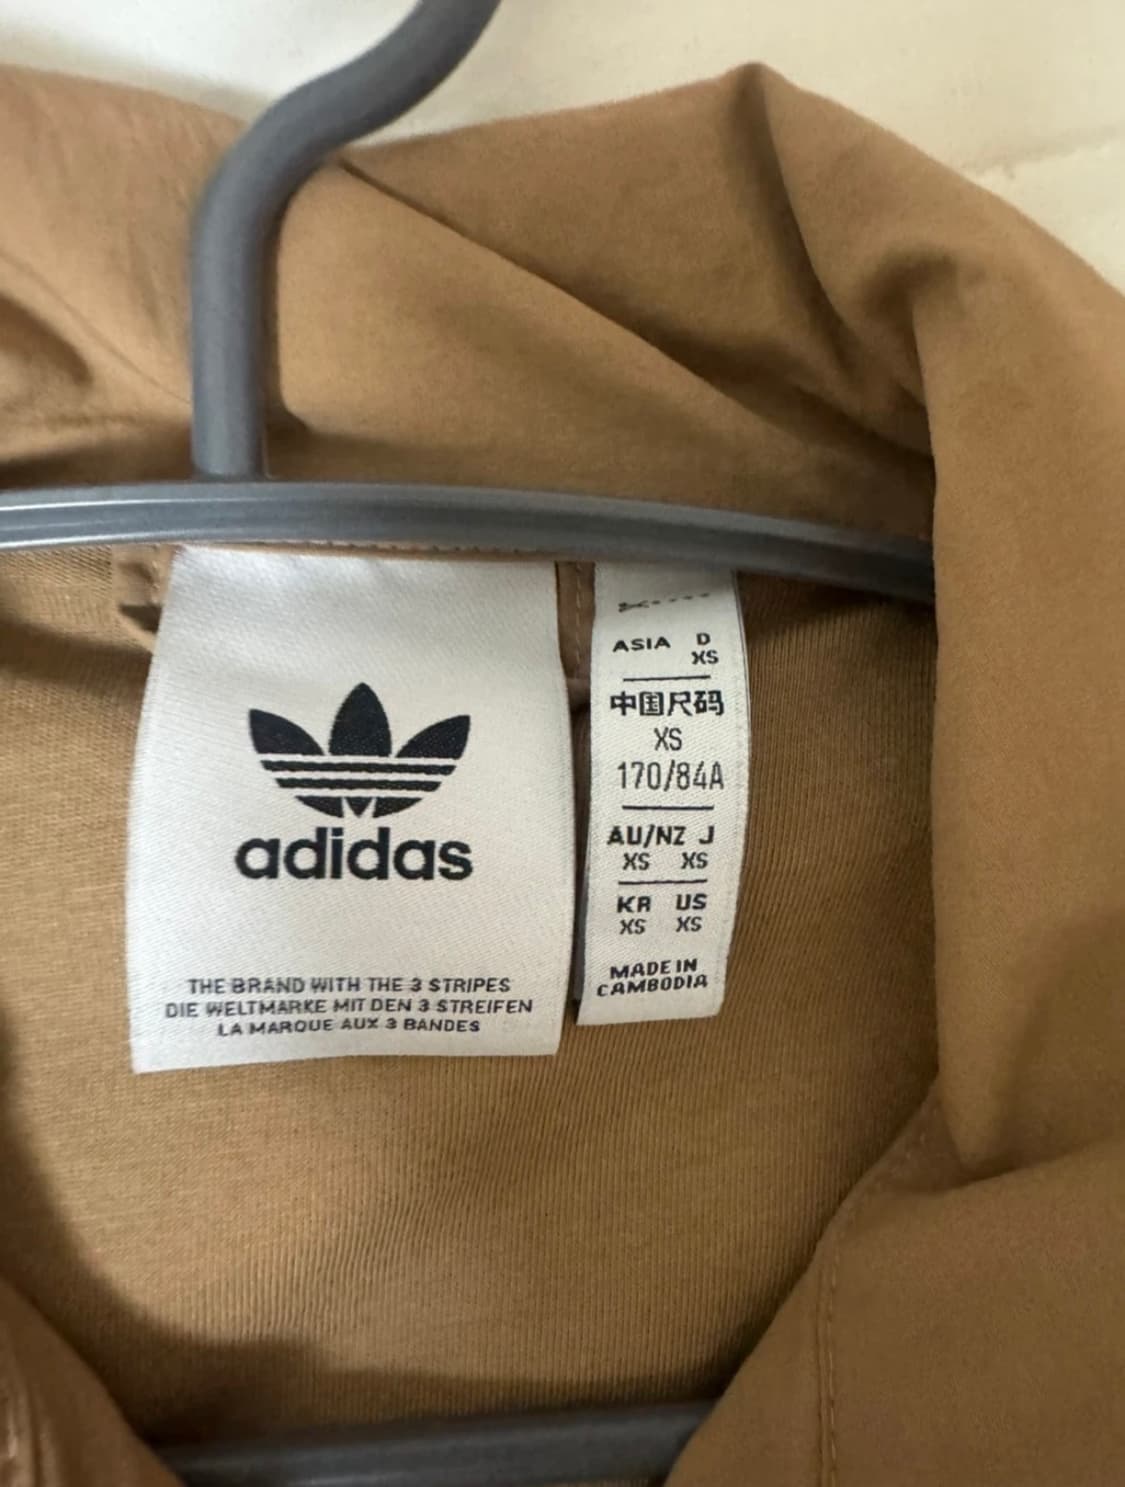 adidas
THE BRAND WITH THE 3 STRIPES
DIE WELTMARKE MIT DEN 3 STREIFEN
LA MARQUE AUX 3 BANDES
ASIA D
XS
中国尺码
XS
170/84A
AU/NZ J
XS XS
KR US
XS XS
MADE IN
CAMBODIA